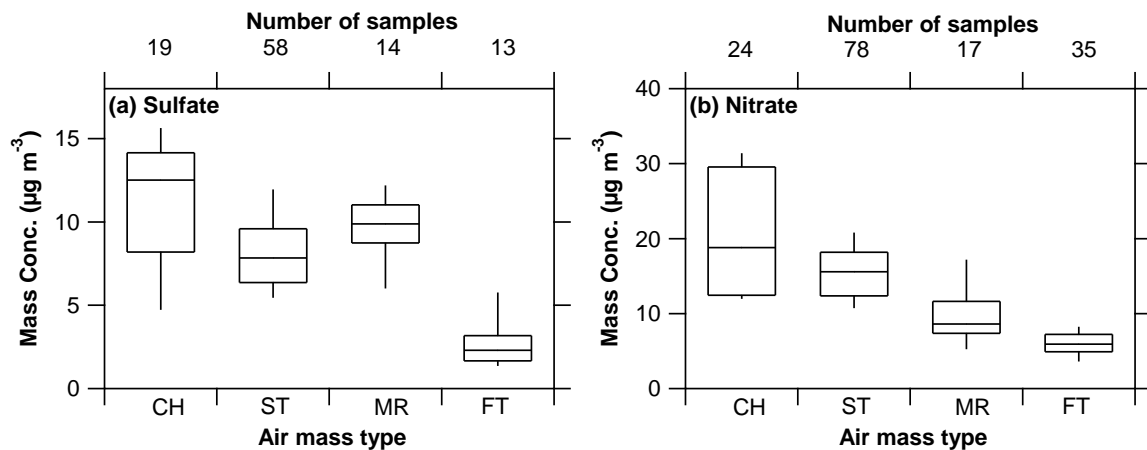 Number of samples
19 58 14 13
(a) Sulfate
Mass Conc. (µg m-3)
15
10
5
0
CH ST MR FT
Air mass type
Number of samples
24 78 17 35
(b) Nitrate
Mass Conc. (µg m-3)
40
30
20
10
0
CH ST MR FT
Air mass type